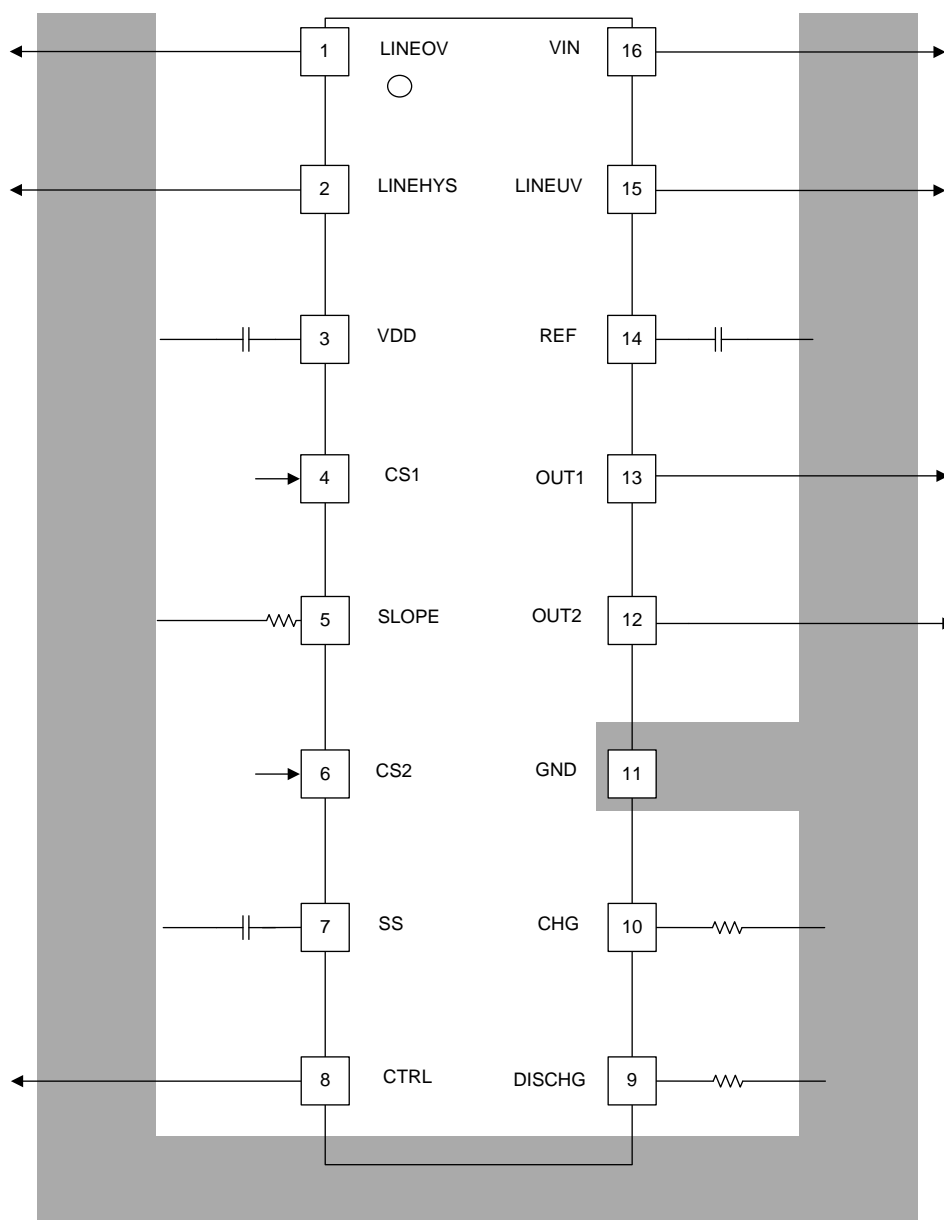 1 LINEOV VIN 16
2 LINEHYS LINEUV 15
3 VDD REF 14
4 CS1 OUT1 13
5 SLOPE OUT2 12
6 CS2 GND 11
7 SS CHG 10
8 CTRL DISCHG 9